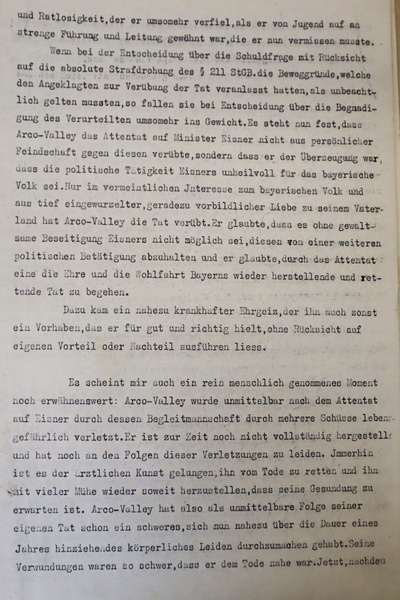 und Ratlosigkeit,der er umsomehr verfiel,als er von Jugend auf an
strenge Führung und Leitung gewöhnt war,die er nun vermissen musste.
Wenn bei der Entscheidung über die Schuldfrage mit Rücksicht
auf die absolute Strafdrohung des § 211 StGB.die Beweggründe,welche
den Angeklagten zur Verübung der Tat veranlasst hatten,als unbeacht-
lich gelten mussten,so fallen sie bei Entscheidung über die Begnadi-
gung des Verurteilten umsomehr ins Gewicht.Es steht nun fest,dass
Arco-Valley das Attentat auf Minister Eisner nicht aus persönlicher
Feindschaft gegen diesen verübte,sondern dass er der Überzeugung war,
dass die politische Tätigkeit Eisners unheilvoll für das bayerische
Volk sei.Nur im vermeintlichen Jnteresse zum bayerischen Volk und
aus tief eingewurzelter,geradezu vorbildlicher Liebe zu seinem Vater-
land hat Arco-Valley die Tat verübt.Er glaubte,dass es ohne gewalt-
same Beseitigung Eisners nicht möglich sei,diesen von einer weiteren
politischen Betätigung abzuhalten und er glaubte,durch das Attentat
eine die Ehre und die Wohlfahrt Bayerns wieder herstellende und ret-
tende Tat zu begehen.
Dazu kam ein nahezu krankhafter Ehrgeiz,der ihn auch sonst
ein Vorhaben,das er für gut und richtig hielt,ohne Rücksicht auf
eigenen Vorteil oder Nachteil ausführen liess.
Es scheint mir auch ein rein menschlich genommenes Moment
noch erwähnenswert: Arco-Valley wurde unmittelbar nach dem Attentat
auf Eisner durch dessen Begleitmannschaft durch mehrere Schüsse lebens
gefährlich verletzt.Er ist zur Zeit noch nicht vollständig hergestell
und hat noch an den Folgen dieser Verletzungen zu leiden. Jmmerhin
ist es der ärztlichen Kunst gelungen,ihn vom Tode zu retten und ihn
mit vieler Mühe wieder soweit herzustellen,dass seine Gesundung zu
erwarten ist. Arco-Valley hat also als unmittelbare Folge seiner
eigenen Tat schon ein schweres,sich nun nahezu über die Dauer eines
Jahres hinziehendes körperliches Leiden durchzumachen gehabt.Seine
Verwundungen waren so schwer,dass er dem Tode nahe war.Jetzt,nachdem